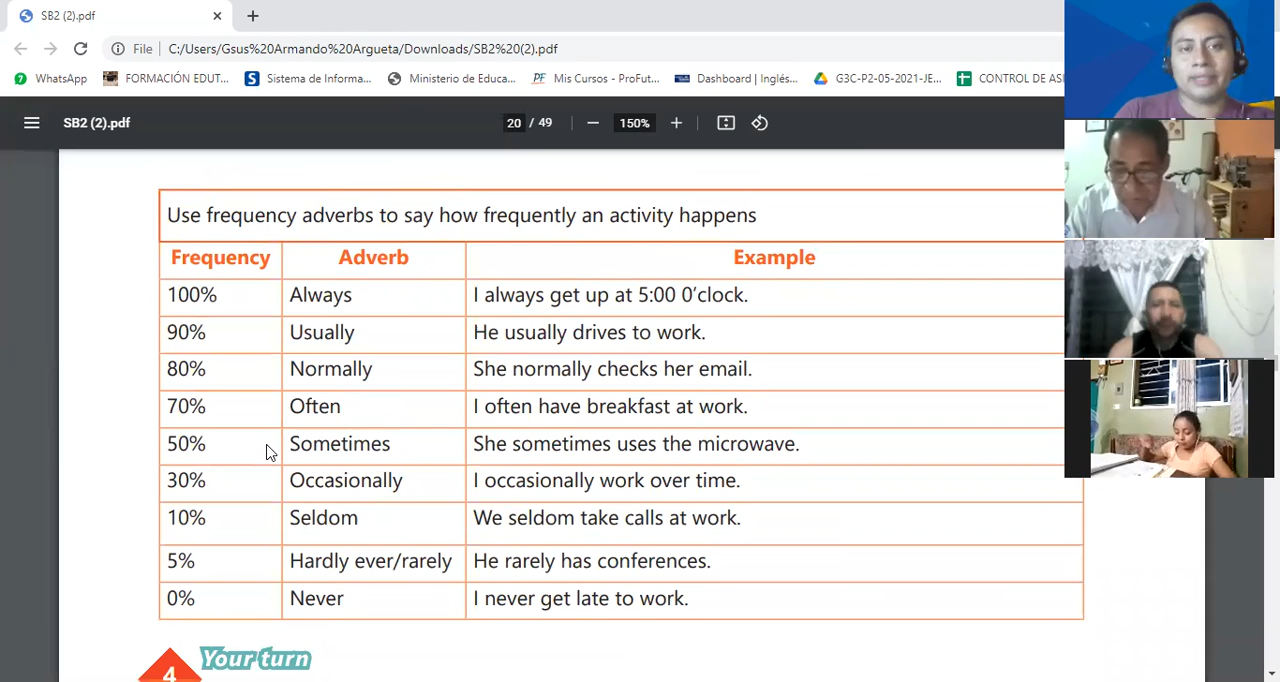 SB2 (2).pdf
File C:/Users/Gsus%20Armando%20Argueta/Downloads/SB2%20(2).pdf
WhatsApp FORMACIÓN EDUT... Sistema de Informa... Ministerio de Educa... Mis Cursos - ProFut... Dashboard | Inglés... G3C-P2-05-2021-JE... CONTROL DE ASI
SB2 (2).pdf 20 / 49 150%
Use frequency adverbs to say how frequently an activity happens
Frequency Adverb Example
100% Always I always get up at 5:00 0’clock.
90% Usually He usually drives to work.
80% Normally She normally checks her email.
70% Often I often have breakfast at work.
50% Sometimes She sometimes uses the microwave.
30% Occasionally I occasionally work over time.
10% Seldom We seldom take calls at work.
5% Hardly ever/rarely He rarely has conferences.
0% Never I never get late to work.
4 Your turn